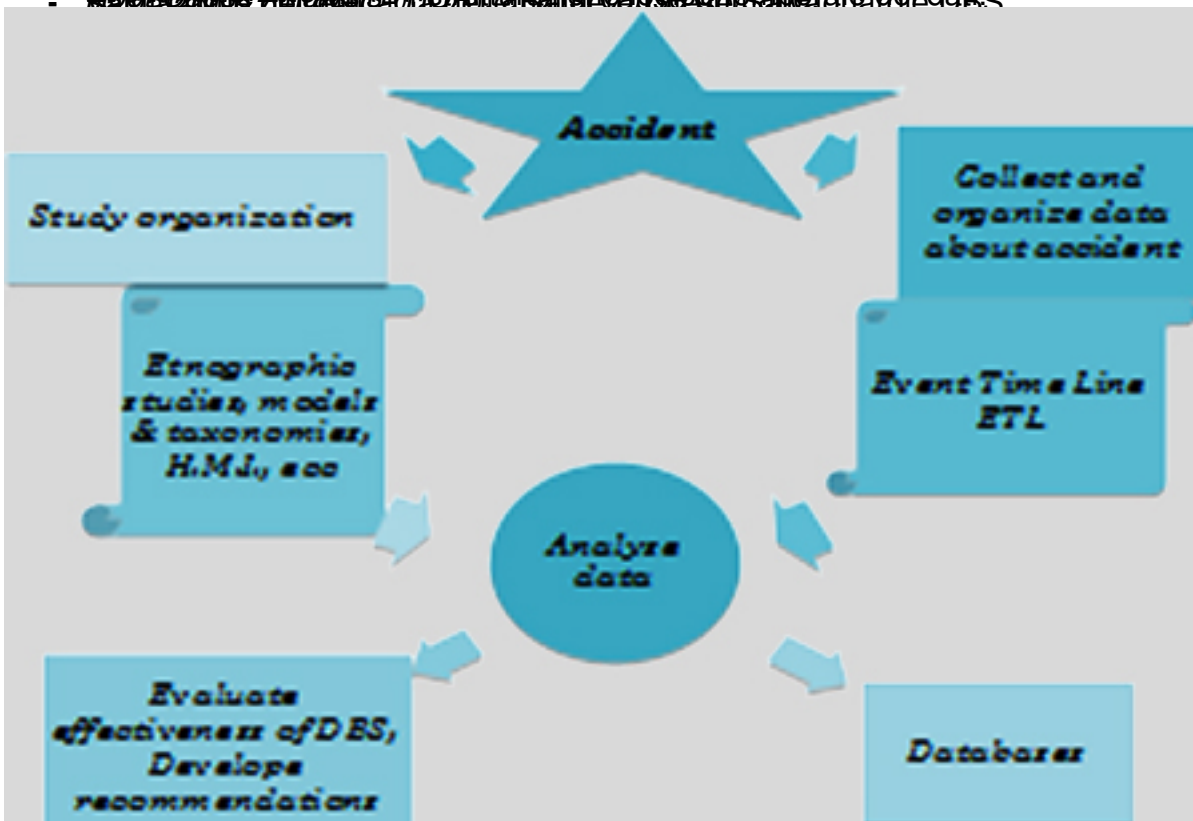 Accident
Study organization
Collect and
organize data
about accident
Etnographic
studies, models
& taxonomies,
H.M.I., ecc
Event Time Line
ETL
Analyze
data
Evaluate
effectiveness of DBS,
Develope
recommendations
Databases